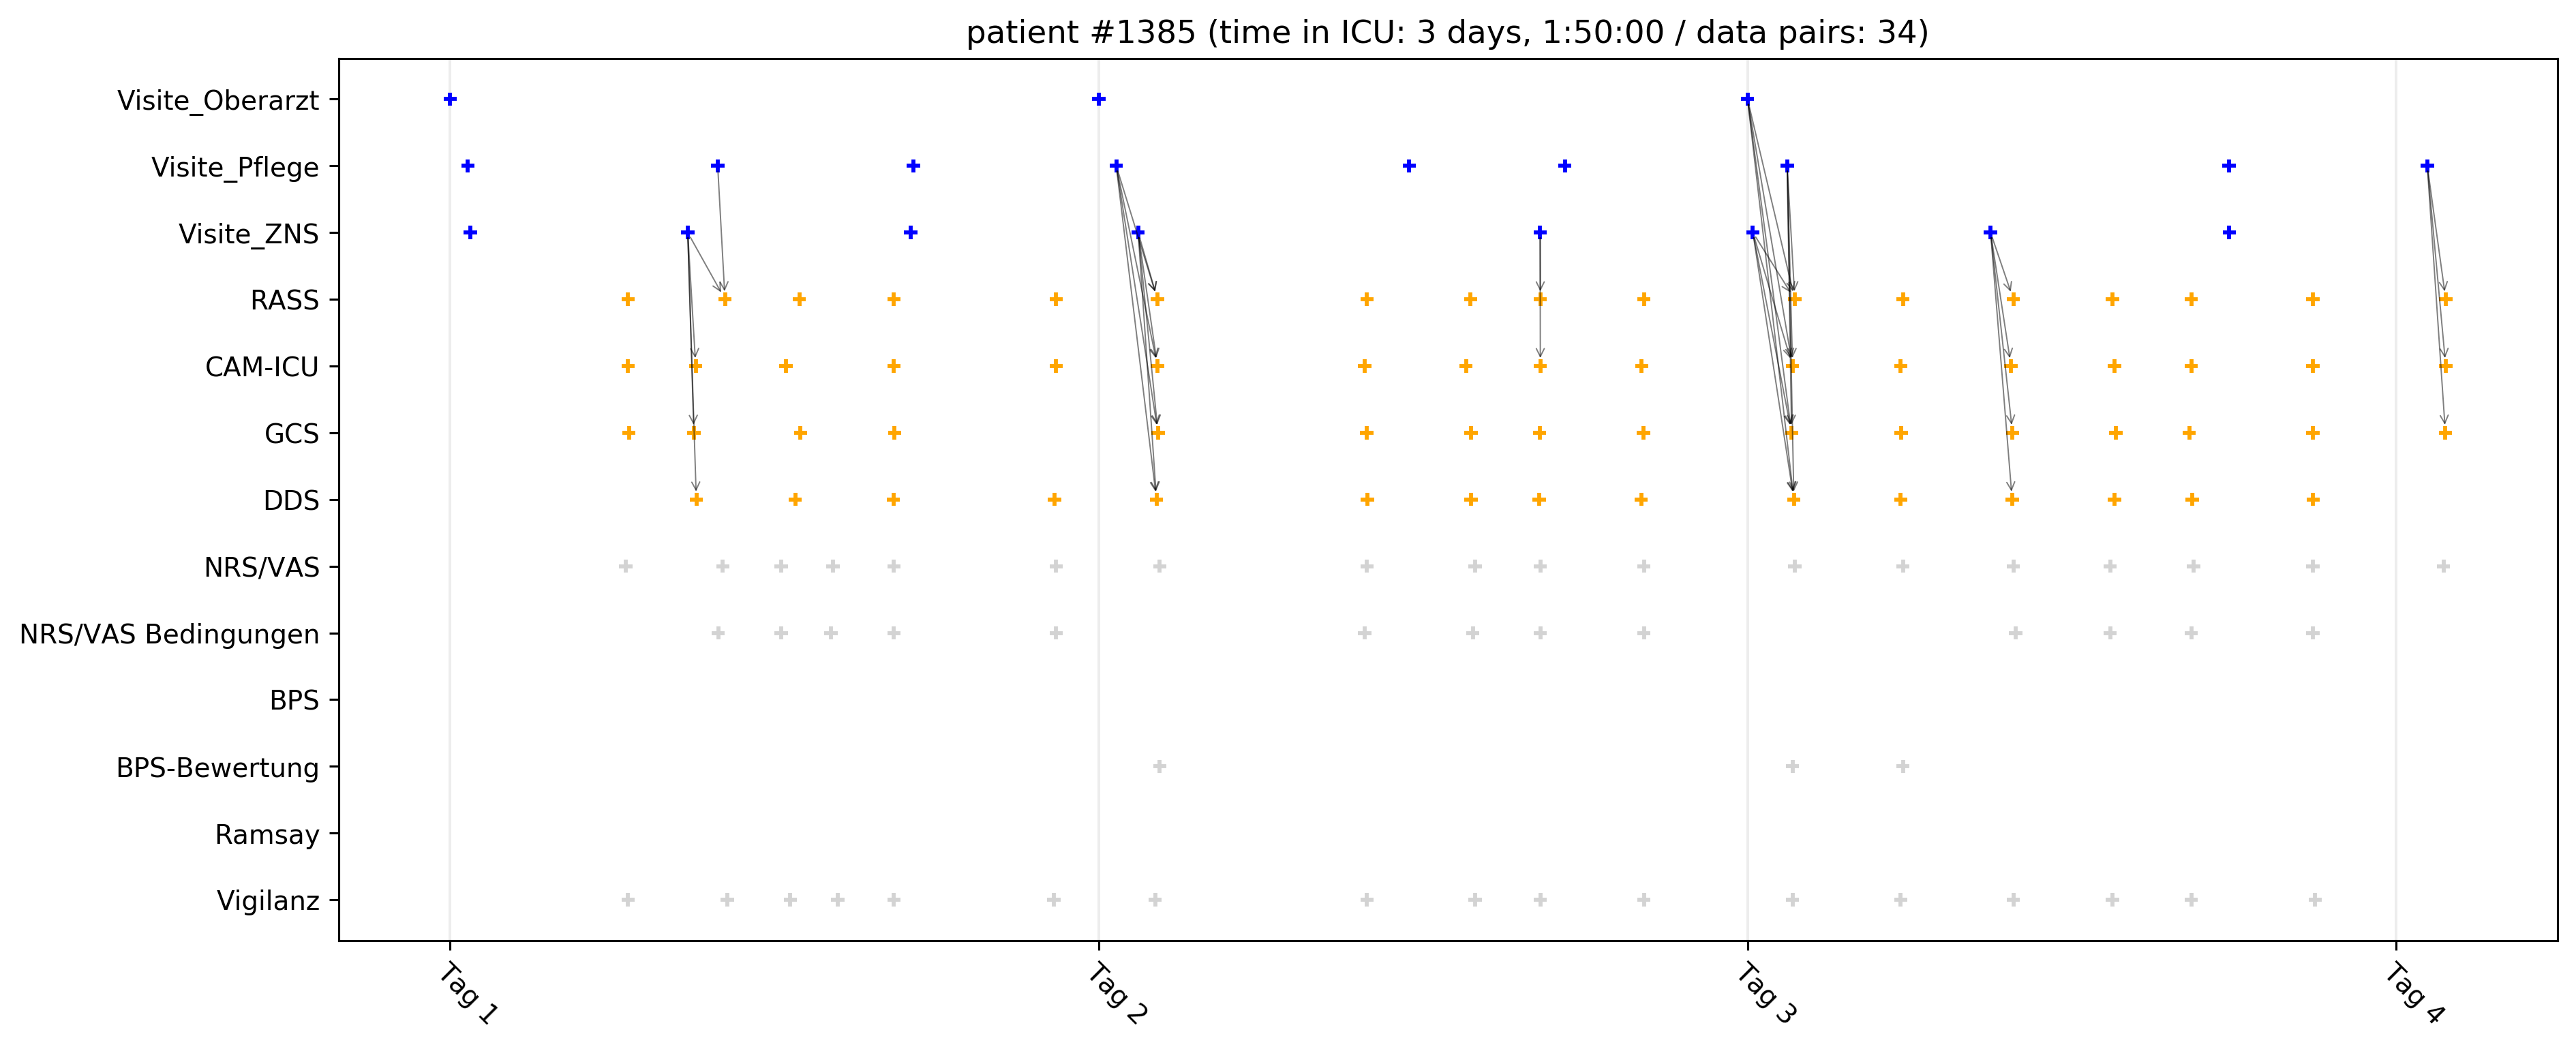 patient #1385 (time in ICU: 3 days, 1:50:00 / data pairs: 34)
Visite_Oberarzt
Visite_Pflege
Visite_ZNS
RASS
CAM-ICU
GCS
DDS
NRS/VAS
NRS/VAS Bedingungen
BPS
BPS-Bewertung
Ramsay
Vigilanz
Tag 1
Tag 2
Tag 3
Tag 4